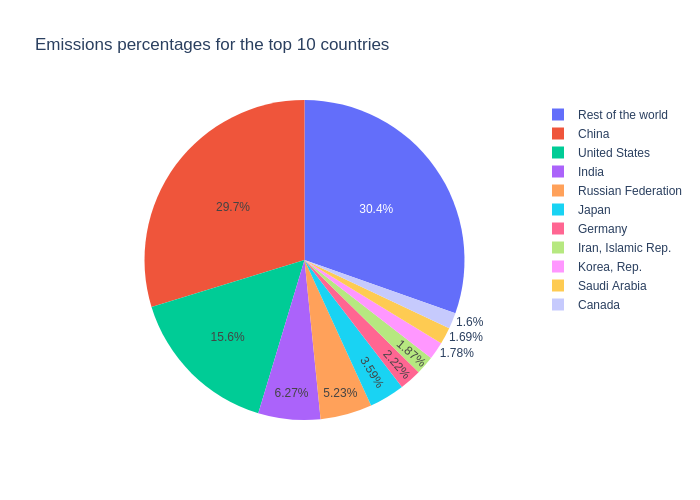 Emissions percentages for the top 10 countries
30.4%
29.7%
15.6%
6.27%
5.23%
3.59%
2.22%
1.87%
1.78%
1.69%
1.6%
Rest of the world
China
United States
India
Russian Federation
Japan
Germany
Iran, Islamic Rep.
Korea, Rep.
Saudi Arabia
Canada